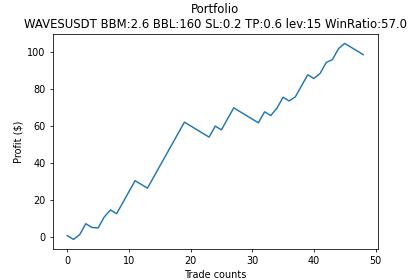 Portfolio
WAVESUSDT BBM:2.6 BBL:160 SL:0.2 TP:0.6 lev:15 WinRatio:57.0
100
80
60
40
20
0
Profit ($)
0 10 20 30 40 50
Trade counts